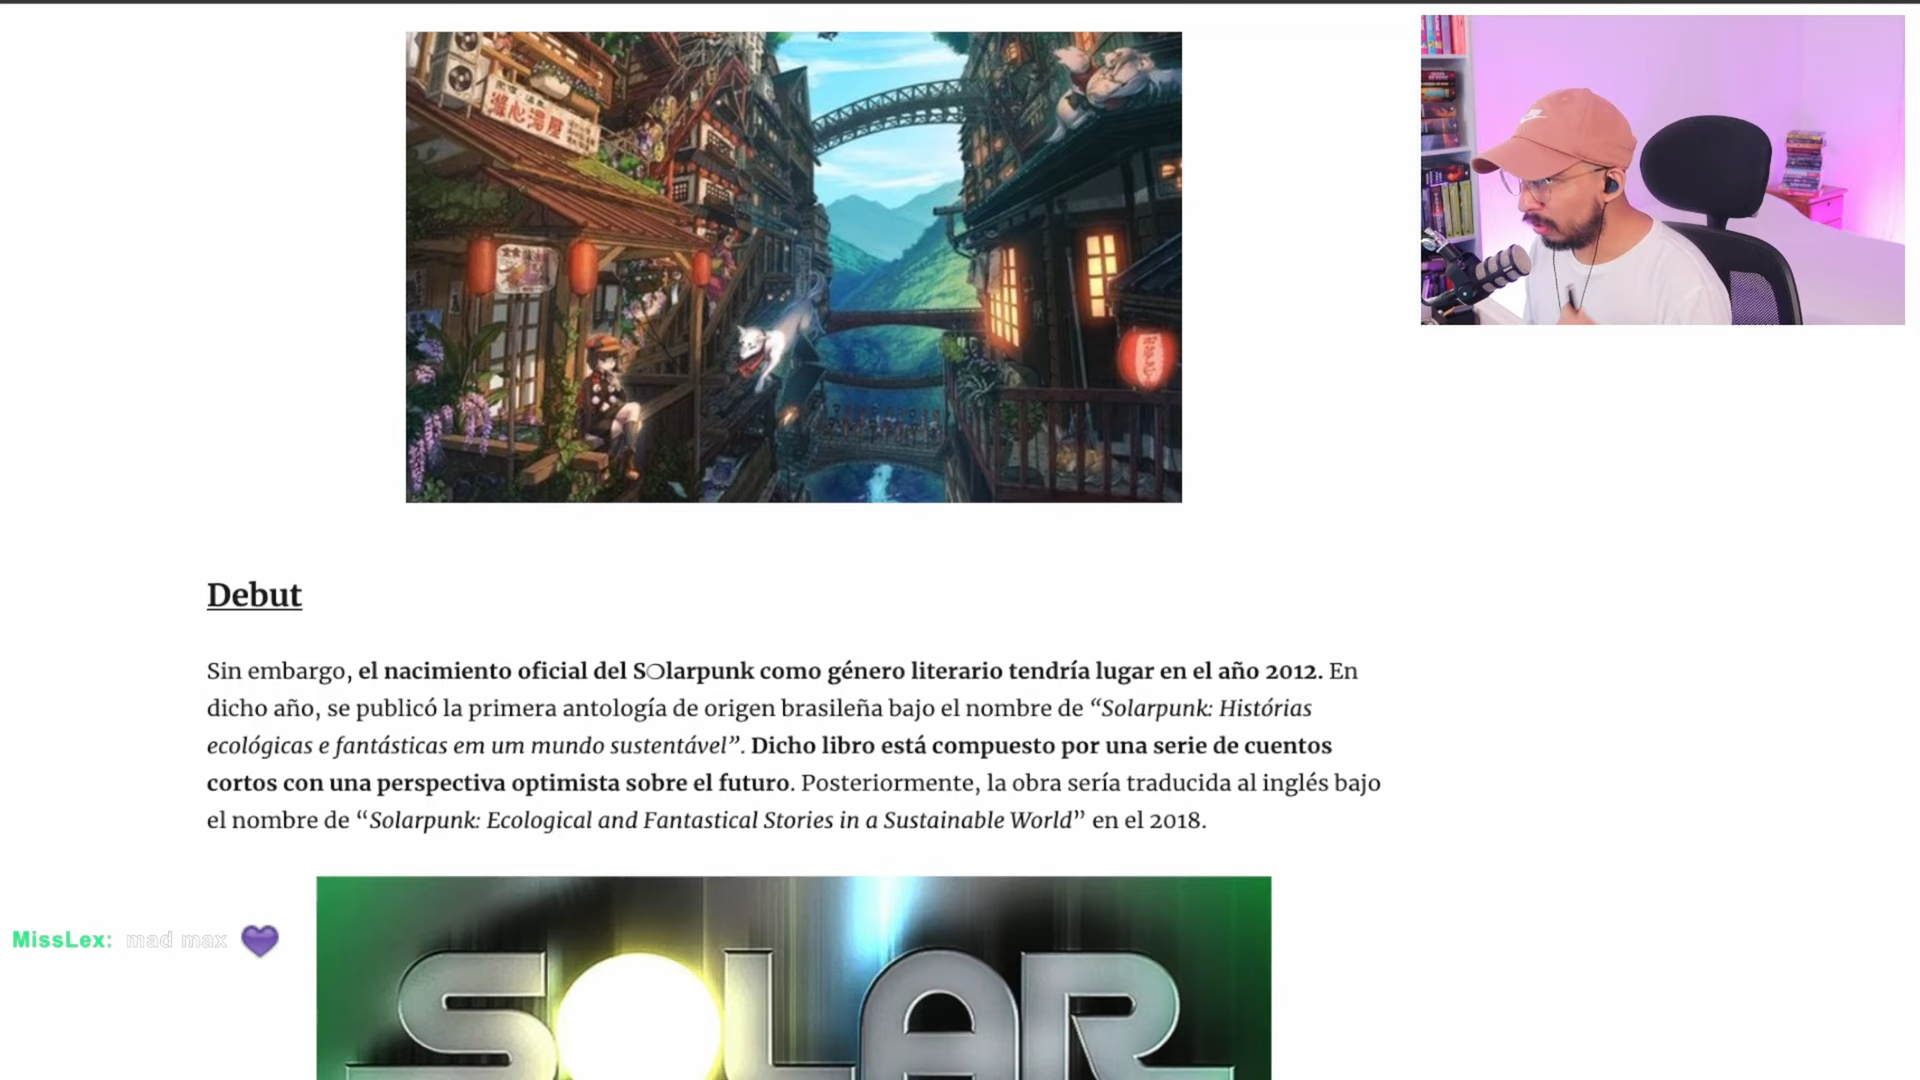 湯屋
Debut
Sin embargo, el nacimiento oficial del S❍larpunk como género literario tendría lugar en el año 2012. En
dicho año, se publicó la primera antología de origen brasileña bajo el nombre de “Solarpunk: Histórias
ecológicas e fantásticas em um mundo sustentável”. Dicho libro está compuesto por una serie de cuentos
cortos con una perspectiva optimista sobre el futuro. Posteriormente, la obra sería traducida al inglés bajo
el nombre de “Solarpunk: Ecological and Fantastical Stories in a Sustainable World” en el 2018.
MissLex: mad max 💜
SOLAR